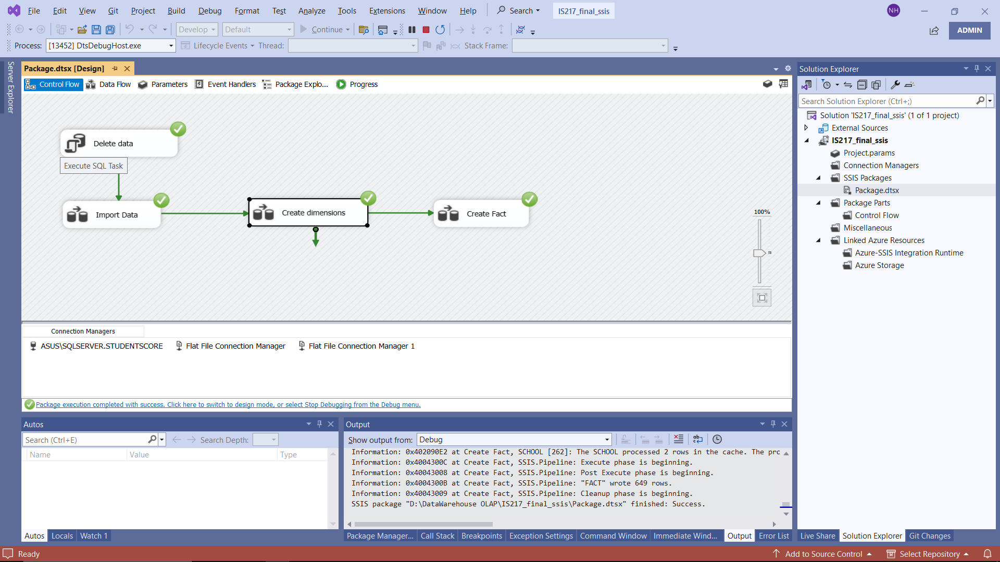 File Edit View Git Project Build Debug Format Test Analyze Tools Extensions Window Help Search IS217_final_ssis NH
Develop Default Continue ADMIN
Process: [13452] DtsDebugHost.exe Lifecycle Events Thread: Stack Frame:
Server Explorer
Package.dtsx [Design]
Control Flow Data Flow Parameters Event Handlers Package Explo... Progress
Delete data
Execute SQL Task
Import Data
Create dimensions
Create Fact
100%
Connection Managers
ASUS\SQLSERVER.STUDENTSCORE Flat File Connection Manager Flat File Connection Manager 1
Package execution completed with success. Click here to switch to design mode, or select Stop Debugging from the Debug menu.
Autos
Search (Ctrl+E) Search Depth:
Name Value Type
Autos Locals Watch 1
Output
Show output from: Debug
Information: 0x402090E2 at Create Fact, SCHOOL [262]: The SCHOOL processed 2 rows in the cache. The pro
Information: 0x4004300C at Create Fact, SSIS.Pipeline: Execute phase is beginning.
Information: 0x40043008 at Create Fact, SSIS.Pipeline: Post Execute phase is beginning.
Information: 0x4004300B at Create Fact, SSIS.Pipeline: "FACT" wrote 649 rows.
Information: 0x40043009 at Create Fact, SSIS.Pipeline: Cleanup phase is beginning.
SSIS package "D:\DataWarehouse OLAP\IS217_final_ssis\Package.dtsx" finished: Success.
Package Manager... Call Stack Breakpoints Exception Settings Command Window Immediate Wind... Output Error List
Solution Explorer
Search Solution Explorer (Ctrl+;)
Solution 'IS217_final_ssis' (1 of 1 project)
External Sources
IS217_final_ssis
Project.params
Connection Managers
SSIS Packages
Package.dtsx
Package Parts
Control Flow
Miscellaneous
Linked Azure Resources
Azure-SSIS Integration Runtime
Azure Storage
Live Share Solution Explorer Git Changes
Ready Add to Source Control Select Repository